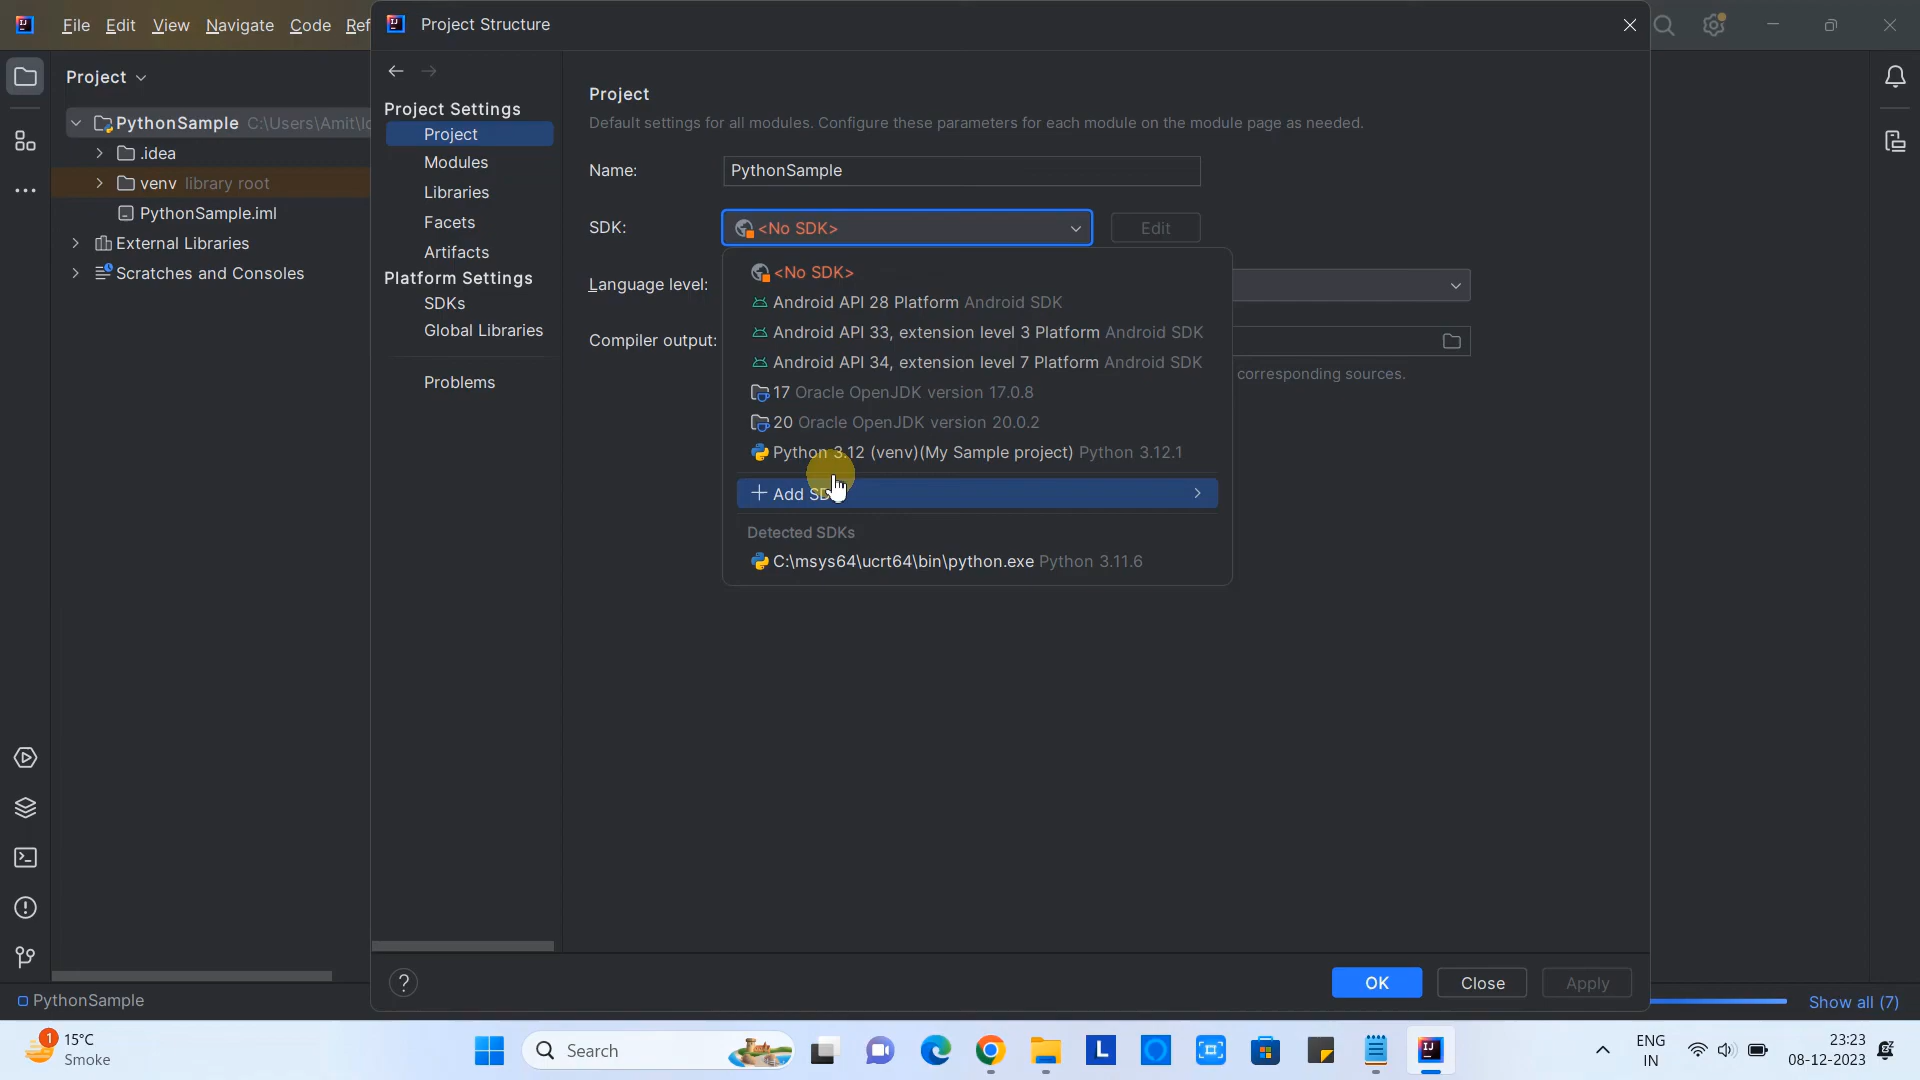 File Edit View Navigate Code Ref
Project Structure
Project
PythonSample C:\Users\Amit\Id
.idea
venv library root
PythonSample.iml
External Libraries
Scratches and Consoles
Project Settings
Project
Modules
Libraries
Facets
Artifacts
Platform Settings
SDKs
Global Libraries
Problems
Project
Default settings for all modules. Configure these parameters for each module on the module page as needed.
Name: PythonSample
SDK: <No SDK> Edit
Language level:
Compiler output:
corresponding sources.
<No SDK>
Android API 28 Platform Android SDK
Android API 33, extension level 3 Platform Android SDK
Android API 34, extension level 7 Platform Android SDK
17 Oracle OpenJDK version 17.0.8
20 Oracle OpenJDK version 20.0.2
Python 3.12 (venv)(My Sample project) Python 3.12.1
Add SDK
Detected SDKs
C:\msys64\ucrt64\bin\python.exe Python 3.11.6
? OK Close Apply
PythonSample
Show all (7)
1 15°C
Smoke
Search
L
ENG
IN
23:23
08-12-2023